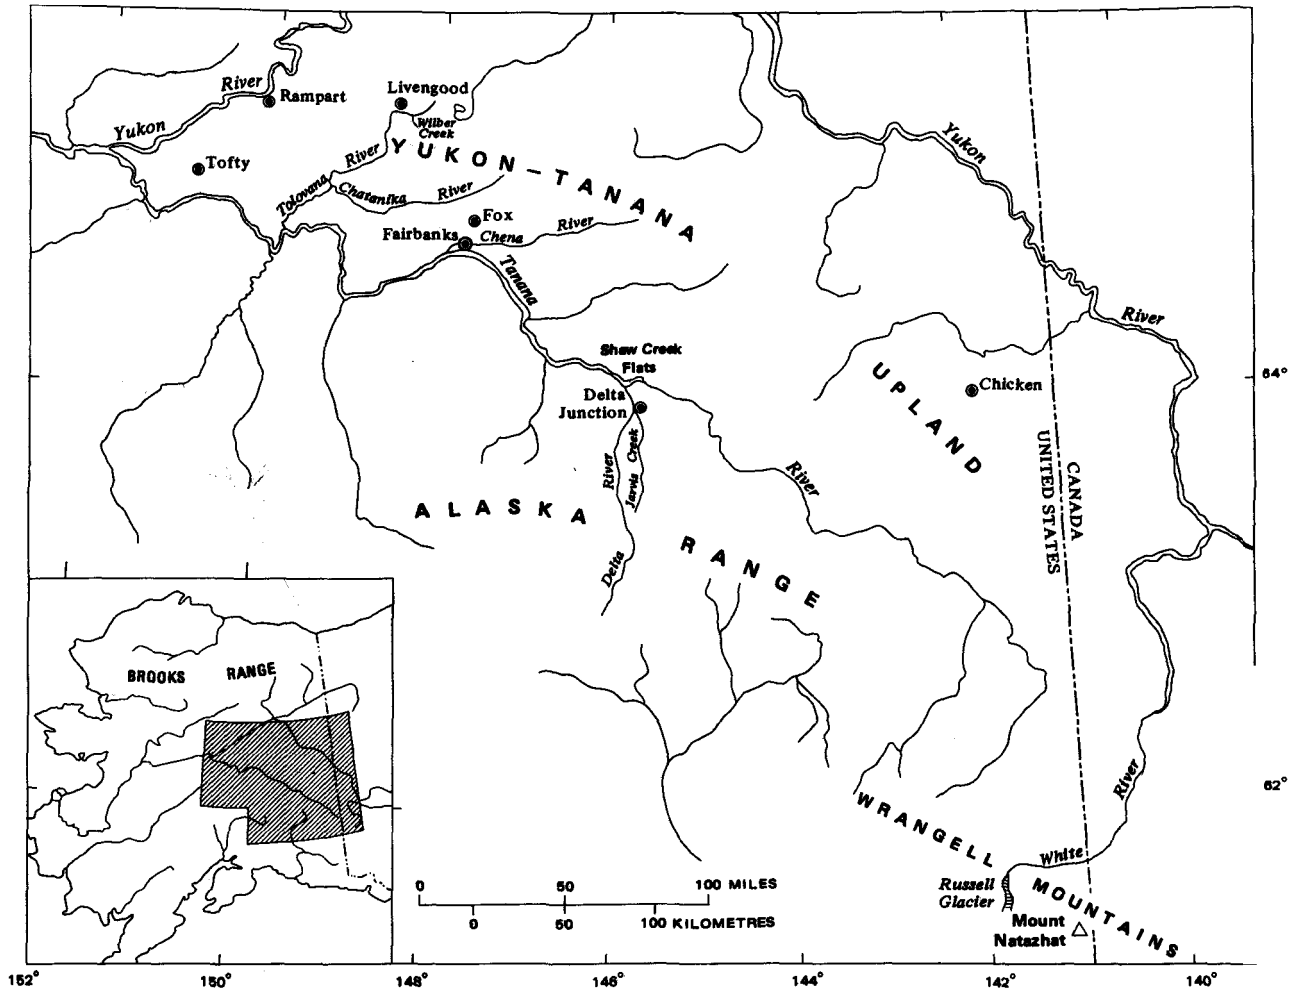 River
Rampart
Livengood
Yukon
Wilber
Creek
Tofty
River
YUKON-TANANA
Yukon
Tolovana
Chatanika
River
Fox
Fairbanks
Chena
River
Tanana
River
Shaw Creek
Flats
UPLAND
64°
Delta
Junction
Chicken
River
Jarvis Creek
River
UNITED STATES
CANADA
ALASKA
RANGE
Delta
BROOKS
RANGE
River
62°
WRANGELL
White
0
50
100 MILES
Russell
Glacier
MOUNTAINS
0
50
100 KILOMETRES
Mount
Natazhat
152°
150°
148°
146°
144°
142°
140°